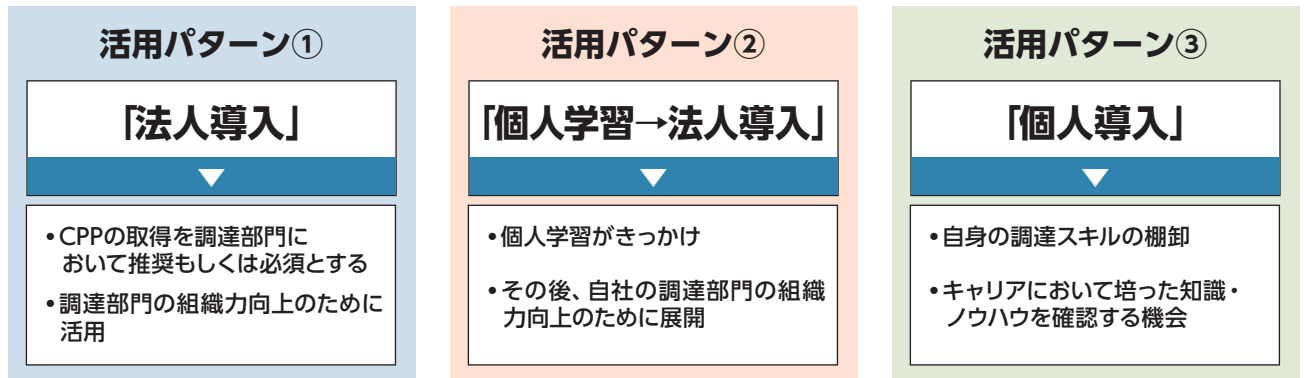 活用パターン①
「法人導入」
▼
•CPPの取得を調達部門に
おいて推奨もしくは必須とする
•調達部門の組織力向上のために
活用
活用パターン②
「個人学習→法人導入」
▼
•個人学習がきっかけ
•その後、自社の調達部門の組織
力向上のために展開
活用パターン③
「個人導入」
▼
•自身の調達スキルの棚卸
•キャリアにおいて培った知識・
ノウハウを確認する機会